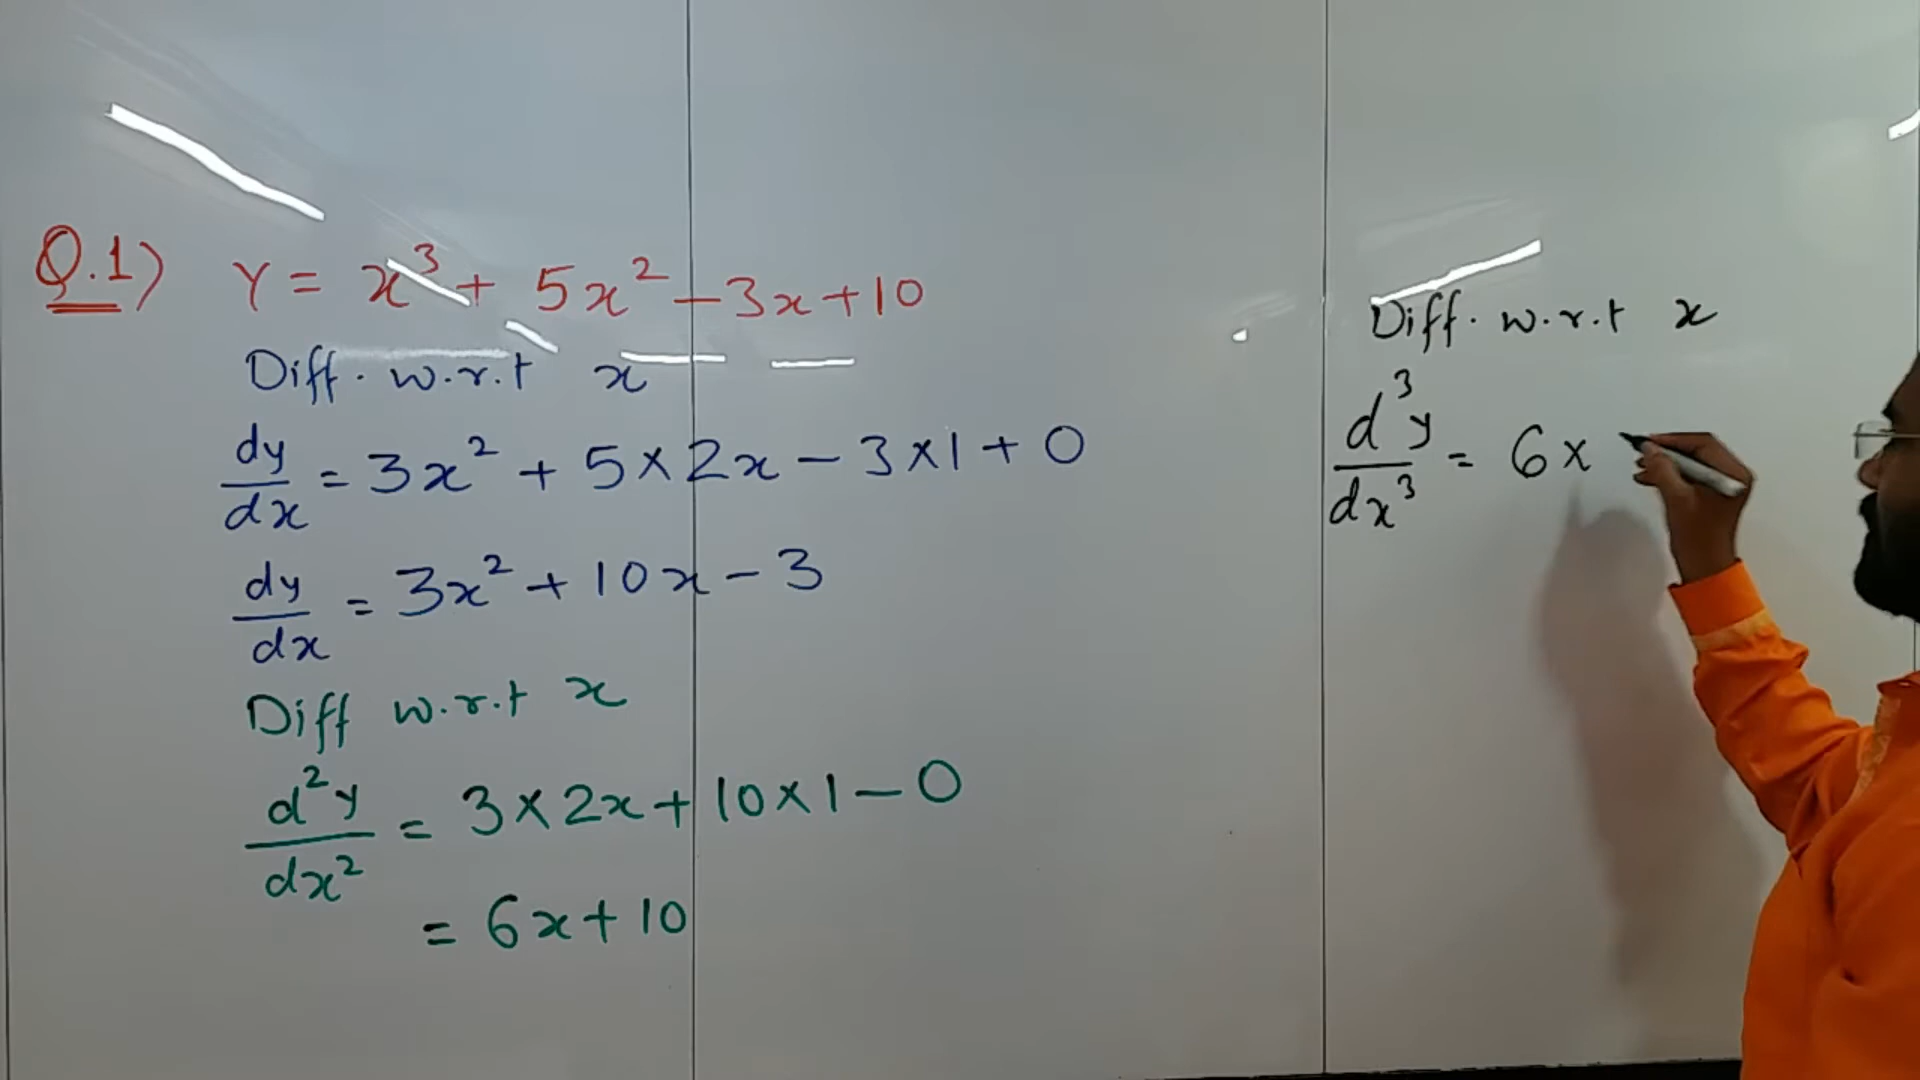 Q.1) Y = x³ + 5x² - 3x + 10
Diff. w.r.t x
dy/dx = 3x² + 5 × 2x - 3 × 1 + 0
dy/dx = 3x² + 10x - 3
Diff w.r.t x
d²y/dx² = 3 × 2x + 10 × 1 - 0
= 6x + 10
Diff. w.r.t x
d³y/dx³ = 6 ×